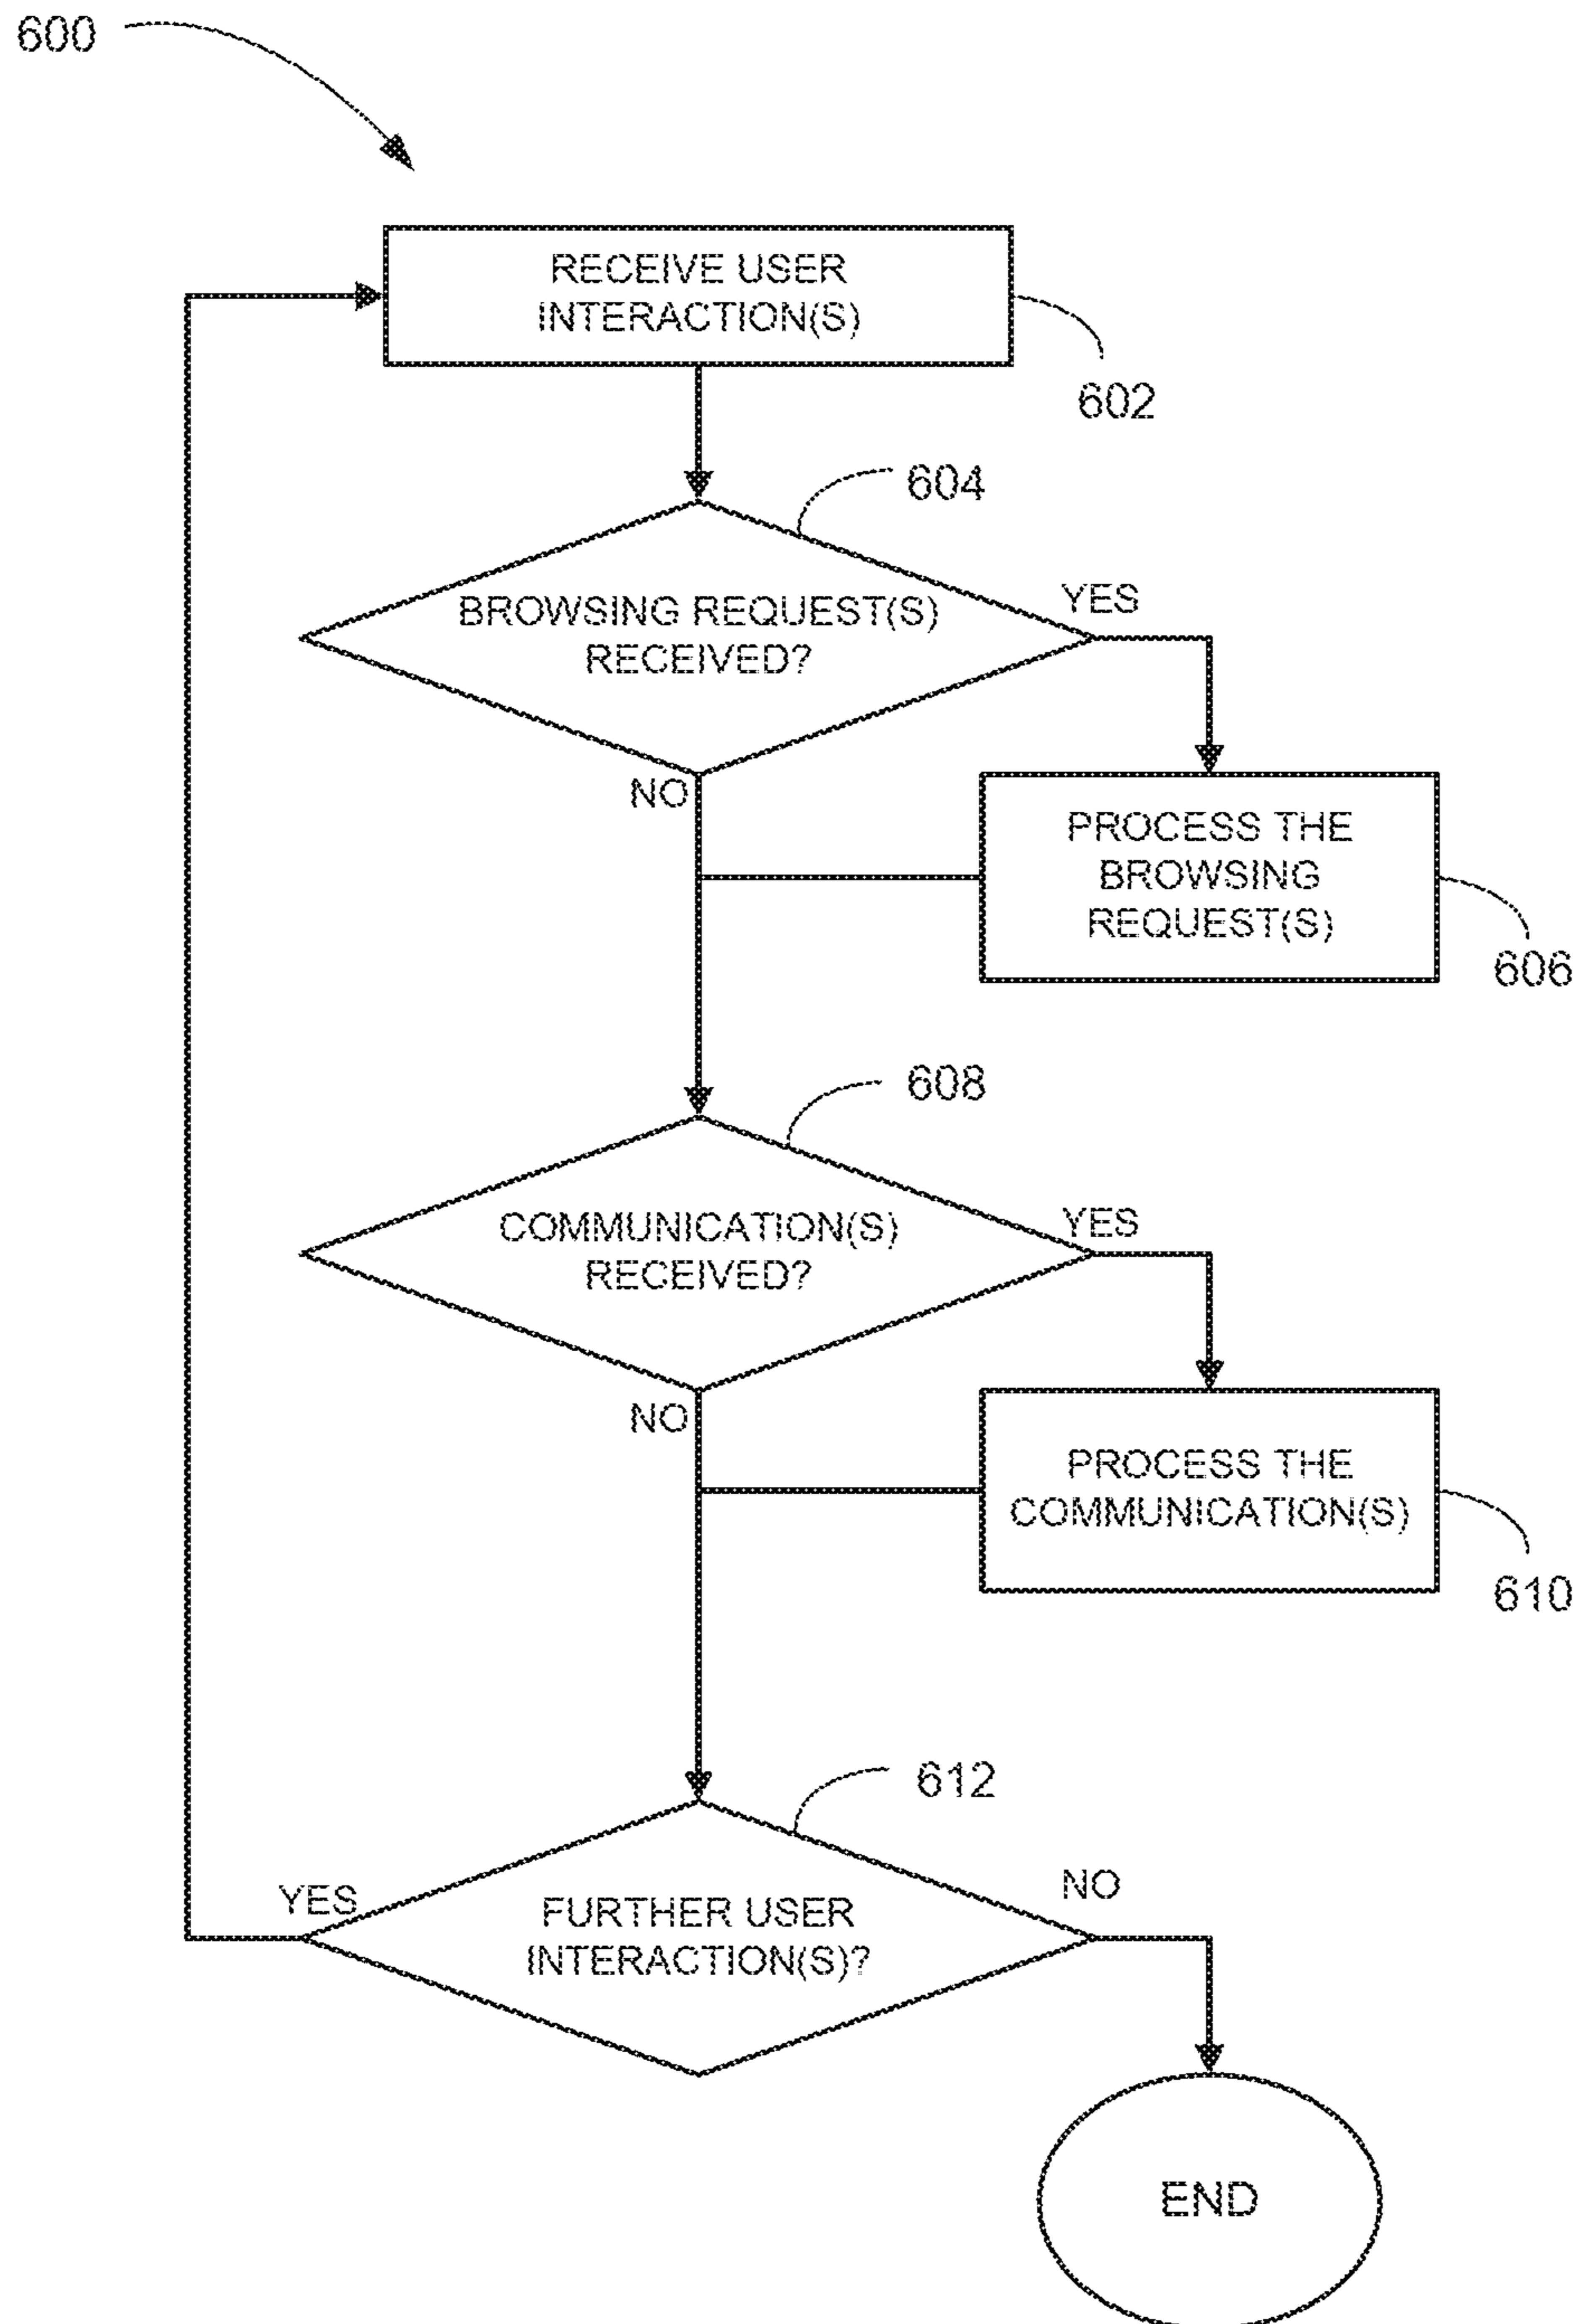 600
RECEIVE USER
INTERACTION(S)
602
604
BROWSING REQUEST(S)
RECEIVED?
YES
NO
PROCESS THE
BROWSING
REQUEST(S)
606
608
COMMUNICATION(S)
RECEIVED?
YES
NO
PROCESS THE
COMMUNICATION(S)
610
612
YES
FURTHER USER
INTERACTION(S)?
NO
END